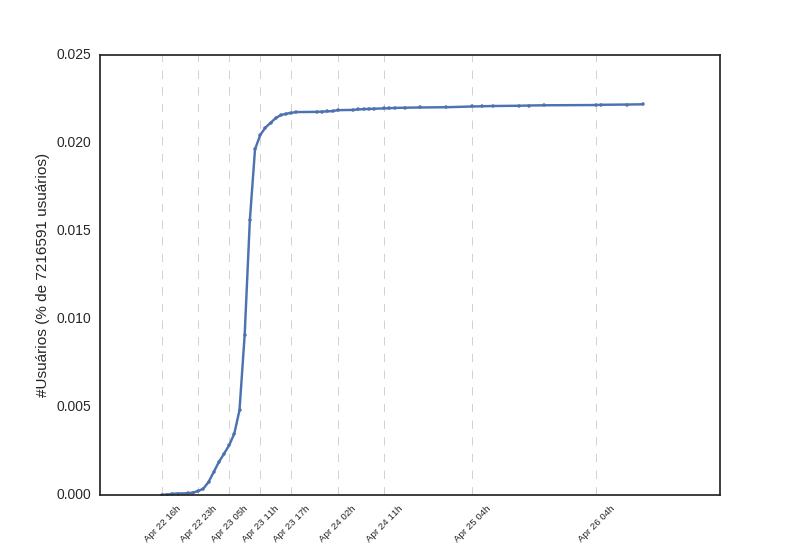 0.025
0.020
0.015
0.010
0.005
0.000
#Usuários (% de 7216591 usuários)
Apr 22 16h
Apr 22 23h
Apr 23 05h
Apr 23 11h
Apr 23 17h
Apr 24 02h
Apr 24 11h
Apr 25 04h
Apr 26 04h